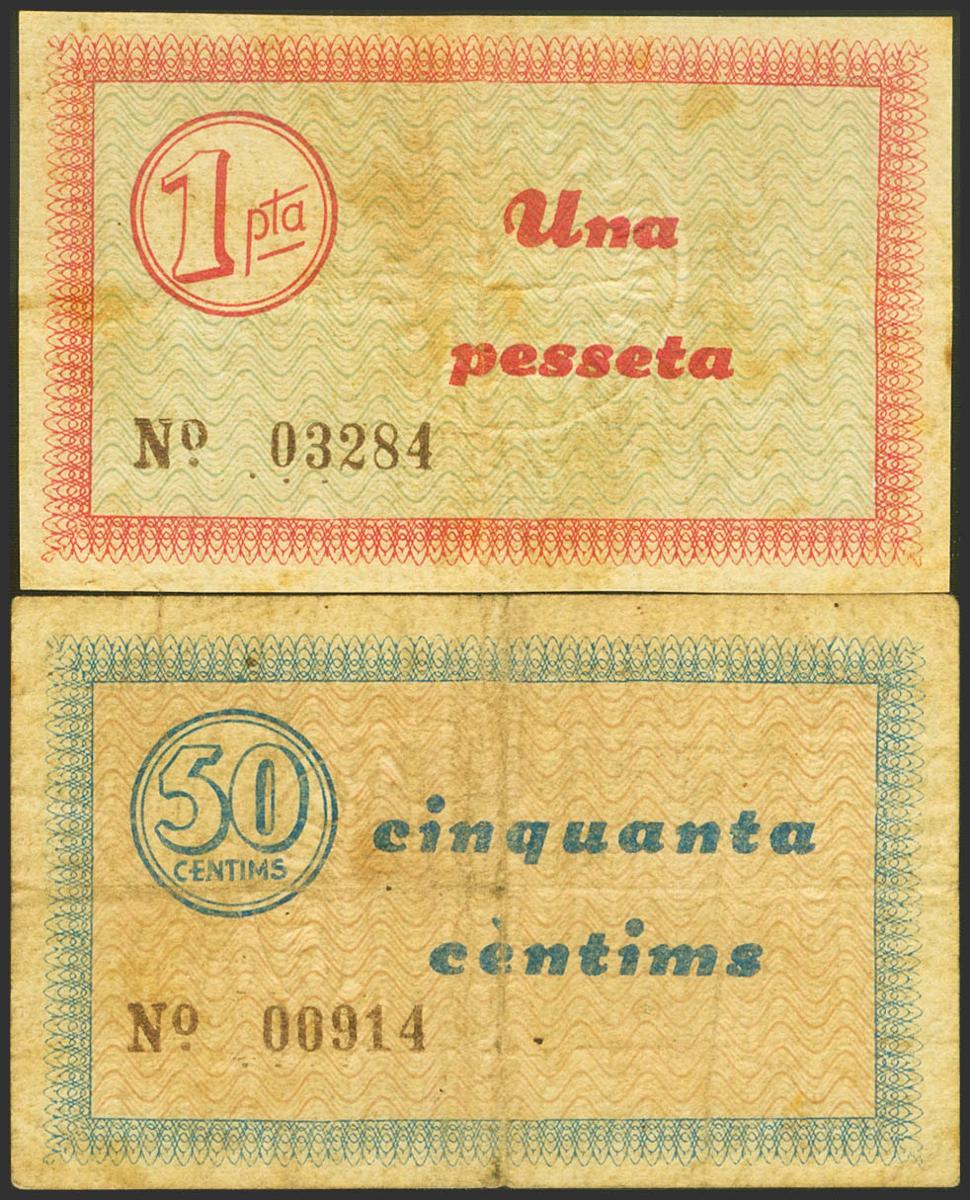 1 pta
Una
pesseta
Nº 03284
50
CENTIMS
cinquanta
cèntims
Nº 00914